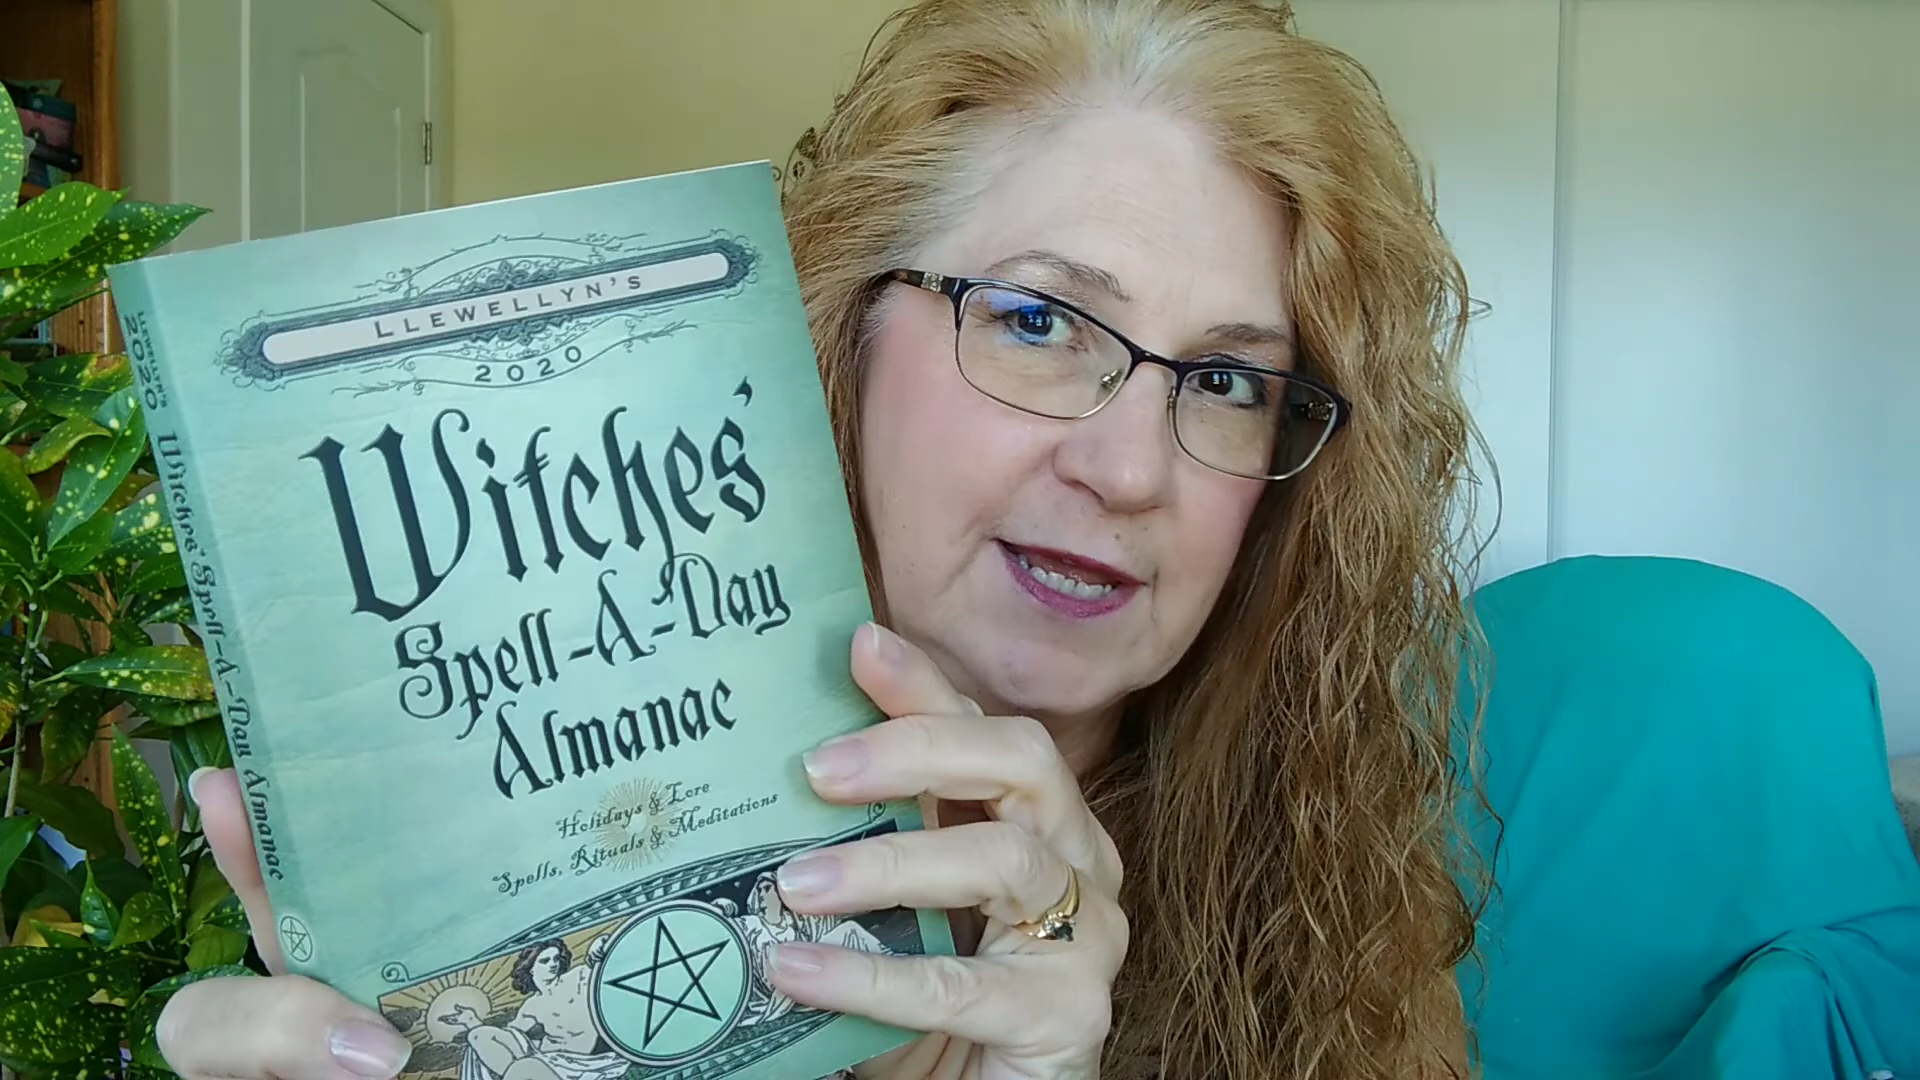 LLEWELLYN'S
2020
Witches'
Spell-A-Day
Almanac
Holidays & Lore
Spells, Rituals & Meditations
LLEWELLYN'S
2020
Witches' Spell-A-Day Almanac